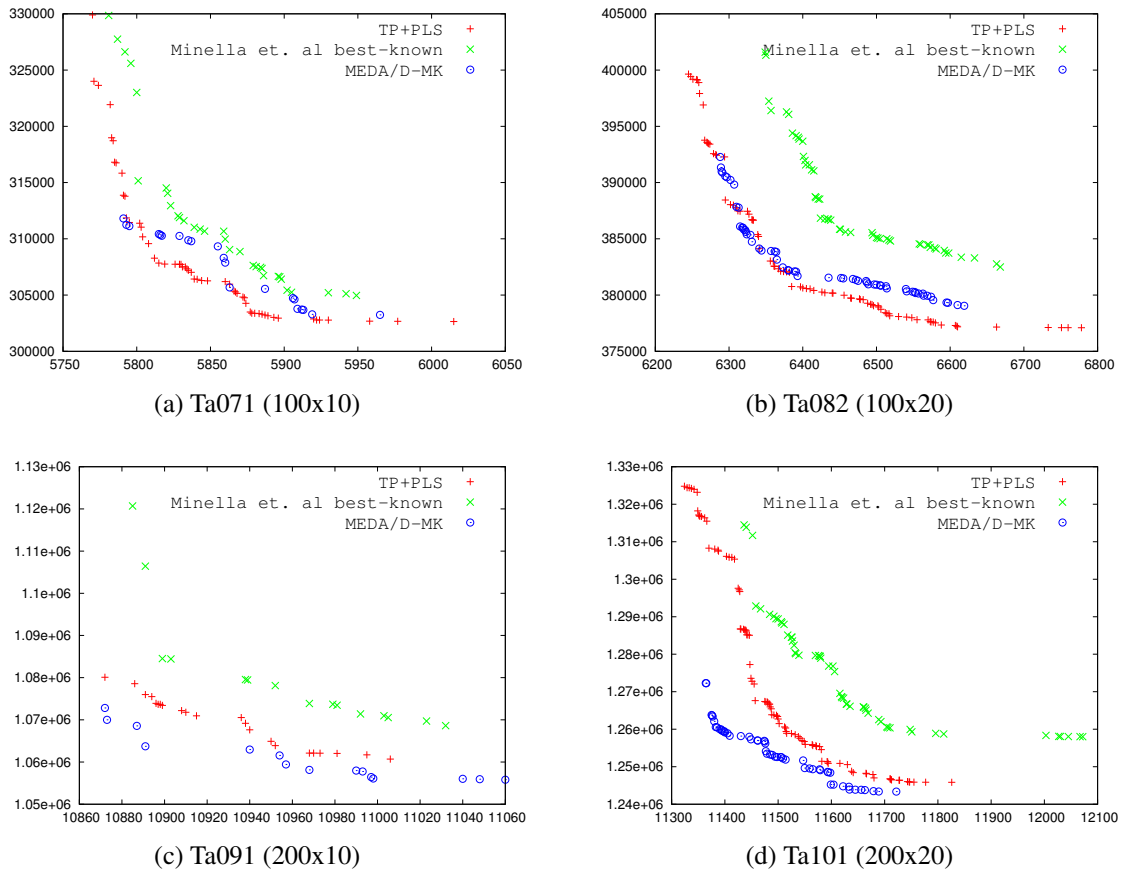 330000
325000
320000
315000
310000
305000
300000
5750
5800
5850
5900
5950
6000
6050
TP+PLS
Minella et. al best-known
MEDA/D-MK
(a) Ta071 (100x10)
405000
400000
395000
390000
385000
380000
375000
6200
6300
6400
6500
6600
6700
6800
TP+PLS
Minella et. al best-known
MEDA/D-MK
(b) Ta082 (100x20)
1.13e+06
1.12e+06
1.11e+06
1.1e+06
1.09e+06
1.08e+06
1.07e+06
1.06e+06
1.05e+06
10860
10880
10900
10920
10940
10960
10980
11000
11020
11040
11060
TP+PLS
Minella et. al best-known
MEDA/D-MK
(c) Ta091 (200x10)
1.33e+06
1.32e+06
1.31e+06
1.3e+06
1.29e+06
1.28e+06
1.27e+06
1.26e+06
1.25e+06
1.24e+06
11300
11400
11500
11600
11700
11800
11900
12000
12100
TP+PLS
Minella et. al best-known
MEDA/D-MK
(d) Ta101 (200x20)